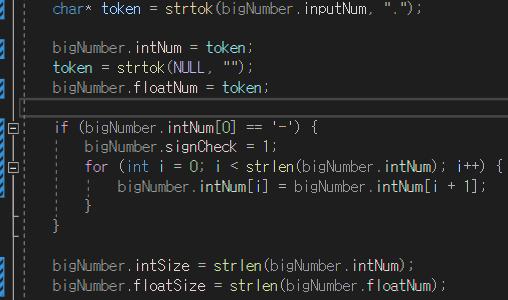 char* token = strtok(bigNumber.inputNum, ".");
bigNumber.intNum = token;
token = strtok(NULL, "");
bigNumber.floatNum = token;
if (bigNumber.intNum[0] == '-') {
bigNumber.signCheck = 1;
for (int i = 0; i < strlen(bigNumber.intNum); i++) {
bigNumber.intNum[i] = bigNumber.intNum[i + 1];
}
}
bigNumber.intSize = strlen(bigNumber.intNum);
bigNumber.floatSize = strlen(bigNumber.floatNum);